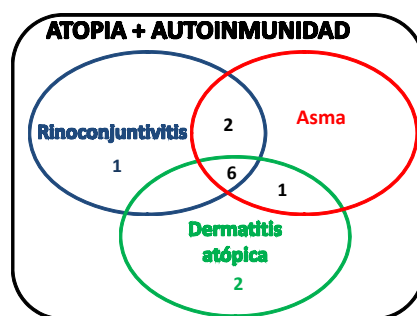 ATOPIA + AUTOINMUNIDAD
2
Asma
Rinoconjuntivitis
1
6
1
Dermatitis
atópica
2